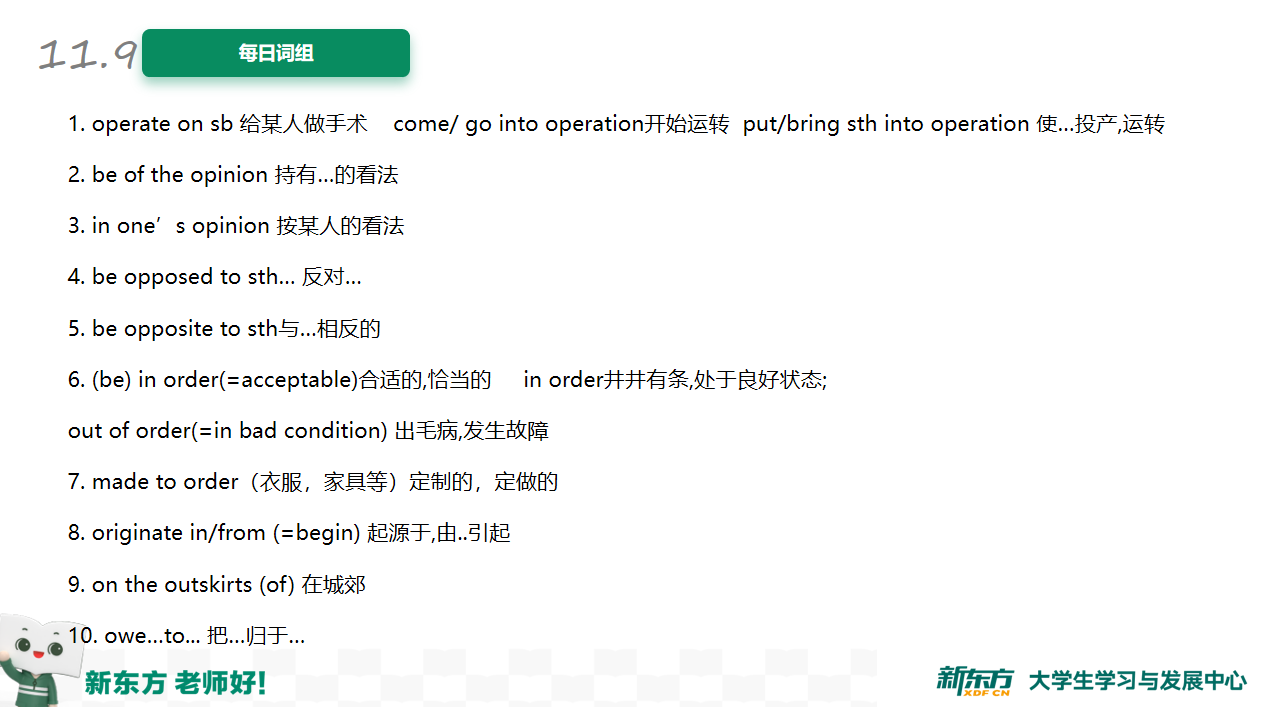 11.9 每日词组
1. operate on sb 给某人做手术 come/ go into operation开始运转 put/bring sth into operation 使…投产,运转
2. be of the opinion 持有…的看法
3. in one’s opinion 按某人的看法
4. be opposed to sth… 反对…
5. be opposite to sth与…相反的
6. (be) in order(=acceptable)合适的,恰当的 in order井井有条,处于良好状态;
out of order(=in bad condition) 出毛病,发生故障
7. made to order（衣服，家具等）定制的，定做的
8. originate in/from (=begin) 起源于,由..引起
9. on the outskirts (of) 在城郊
10. owe…to… 把…归于…
新东方 老师好!
新东方 XDF.CN 大学生学习与发展中心